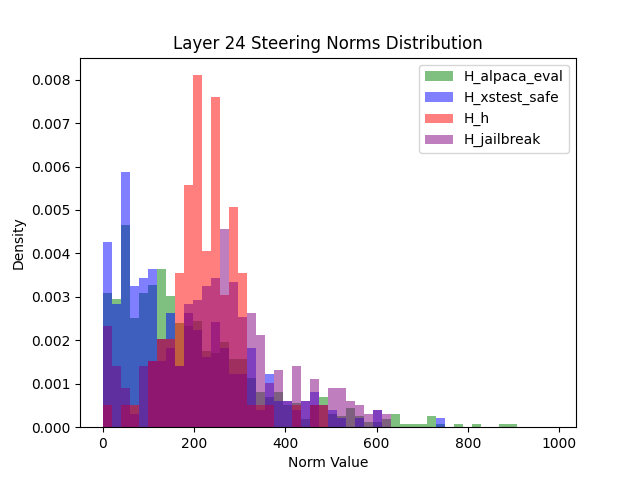 Layer 24 Steering Norms Distribution
H_alpaca_eval
H_xstest_safe
H_h
H_jailbreak
0.008
0.007
0.006
0.005
0.004
0.003
0.002
0.001
0.000
Density
0 200 400 600 800 1000
Norm Value